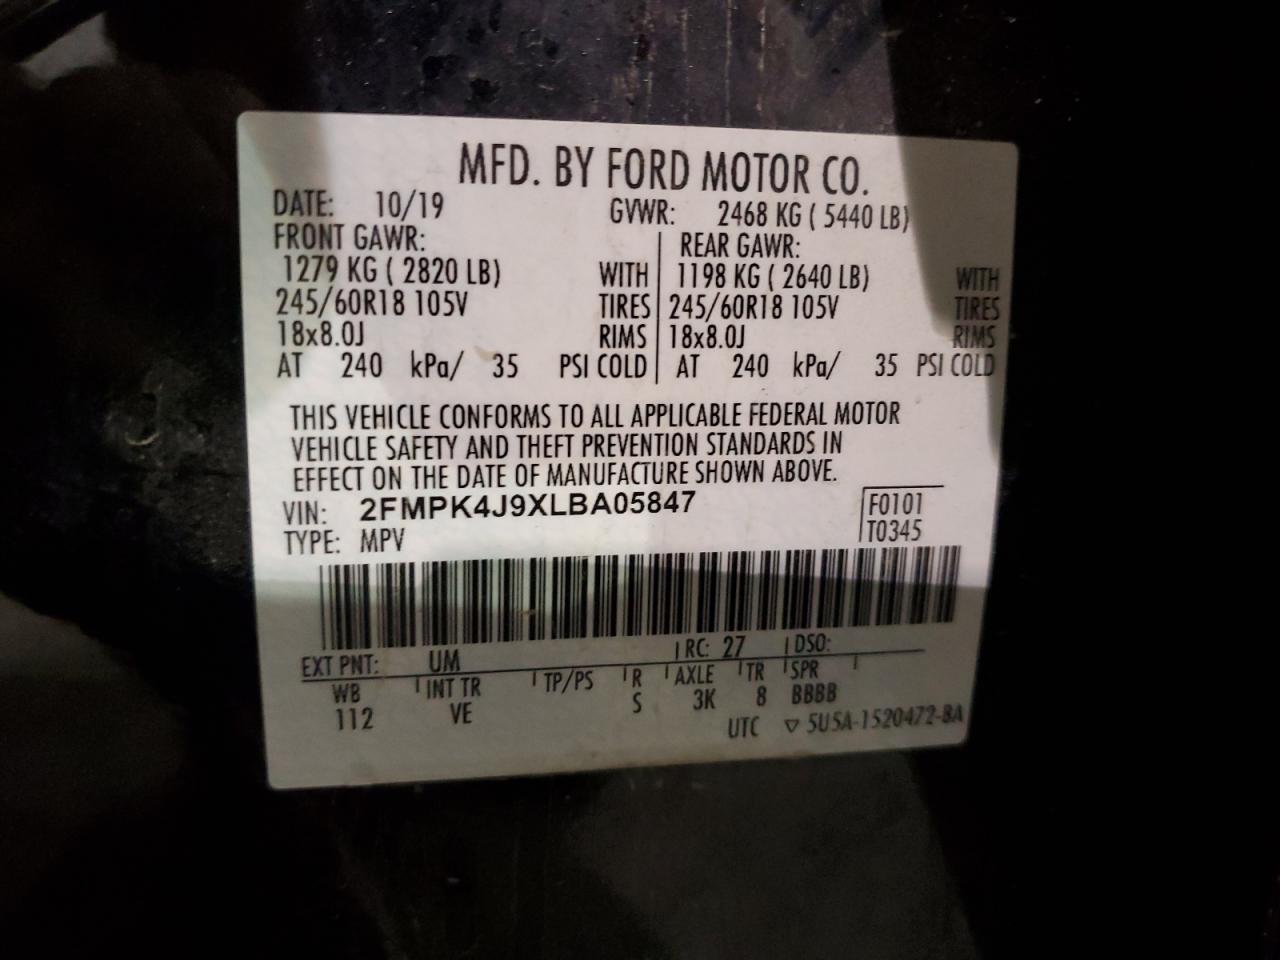 MFD. BY FORD MOTOR CO.
DATE: 10/19 GVWR: 2468 KG ( 5440 LB)
FRONT GAWR: REAR GAWR:
1279 KG ( 2820 LB) WITH 1198 KG ( 2640 LB) WITH
245/60R18 105V TIRES 245/60R18 105V TIRES
18x8.0J RIMS 18x8.0J RIMS
AT 240 kPa/ 35 PSI COLD AT 240 kPa/ 35 PSI COLD
THIS VEHICLE CONFORMS TO ALL APPLICABLE FEDERAL MOTOR
VEHICLE SAFETY AND THEFT PREVENTION STANDARDS IN
EFFECT ON THE DATE OF MANUFACTURE SHOWN ABOVE.
VIN: 2FMPK4J9XLBA05847 F0101
TYPE: MPV T0345
EXT PNT: UM RC: 27 DSO:
WB INT TR TP/PS R AXLE TR SPR
112 VE S 3K 8 BBBB
UTC ▽ 5U5A-1520472-BA